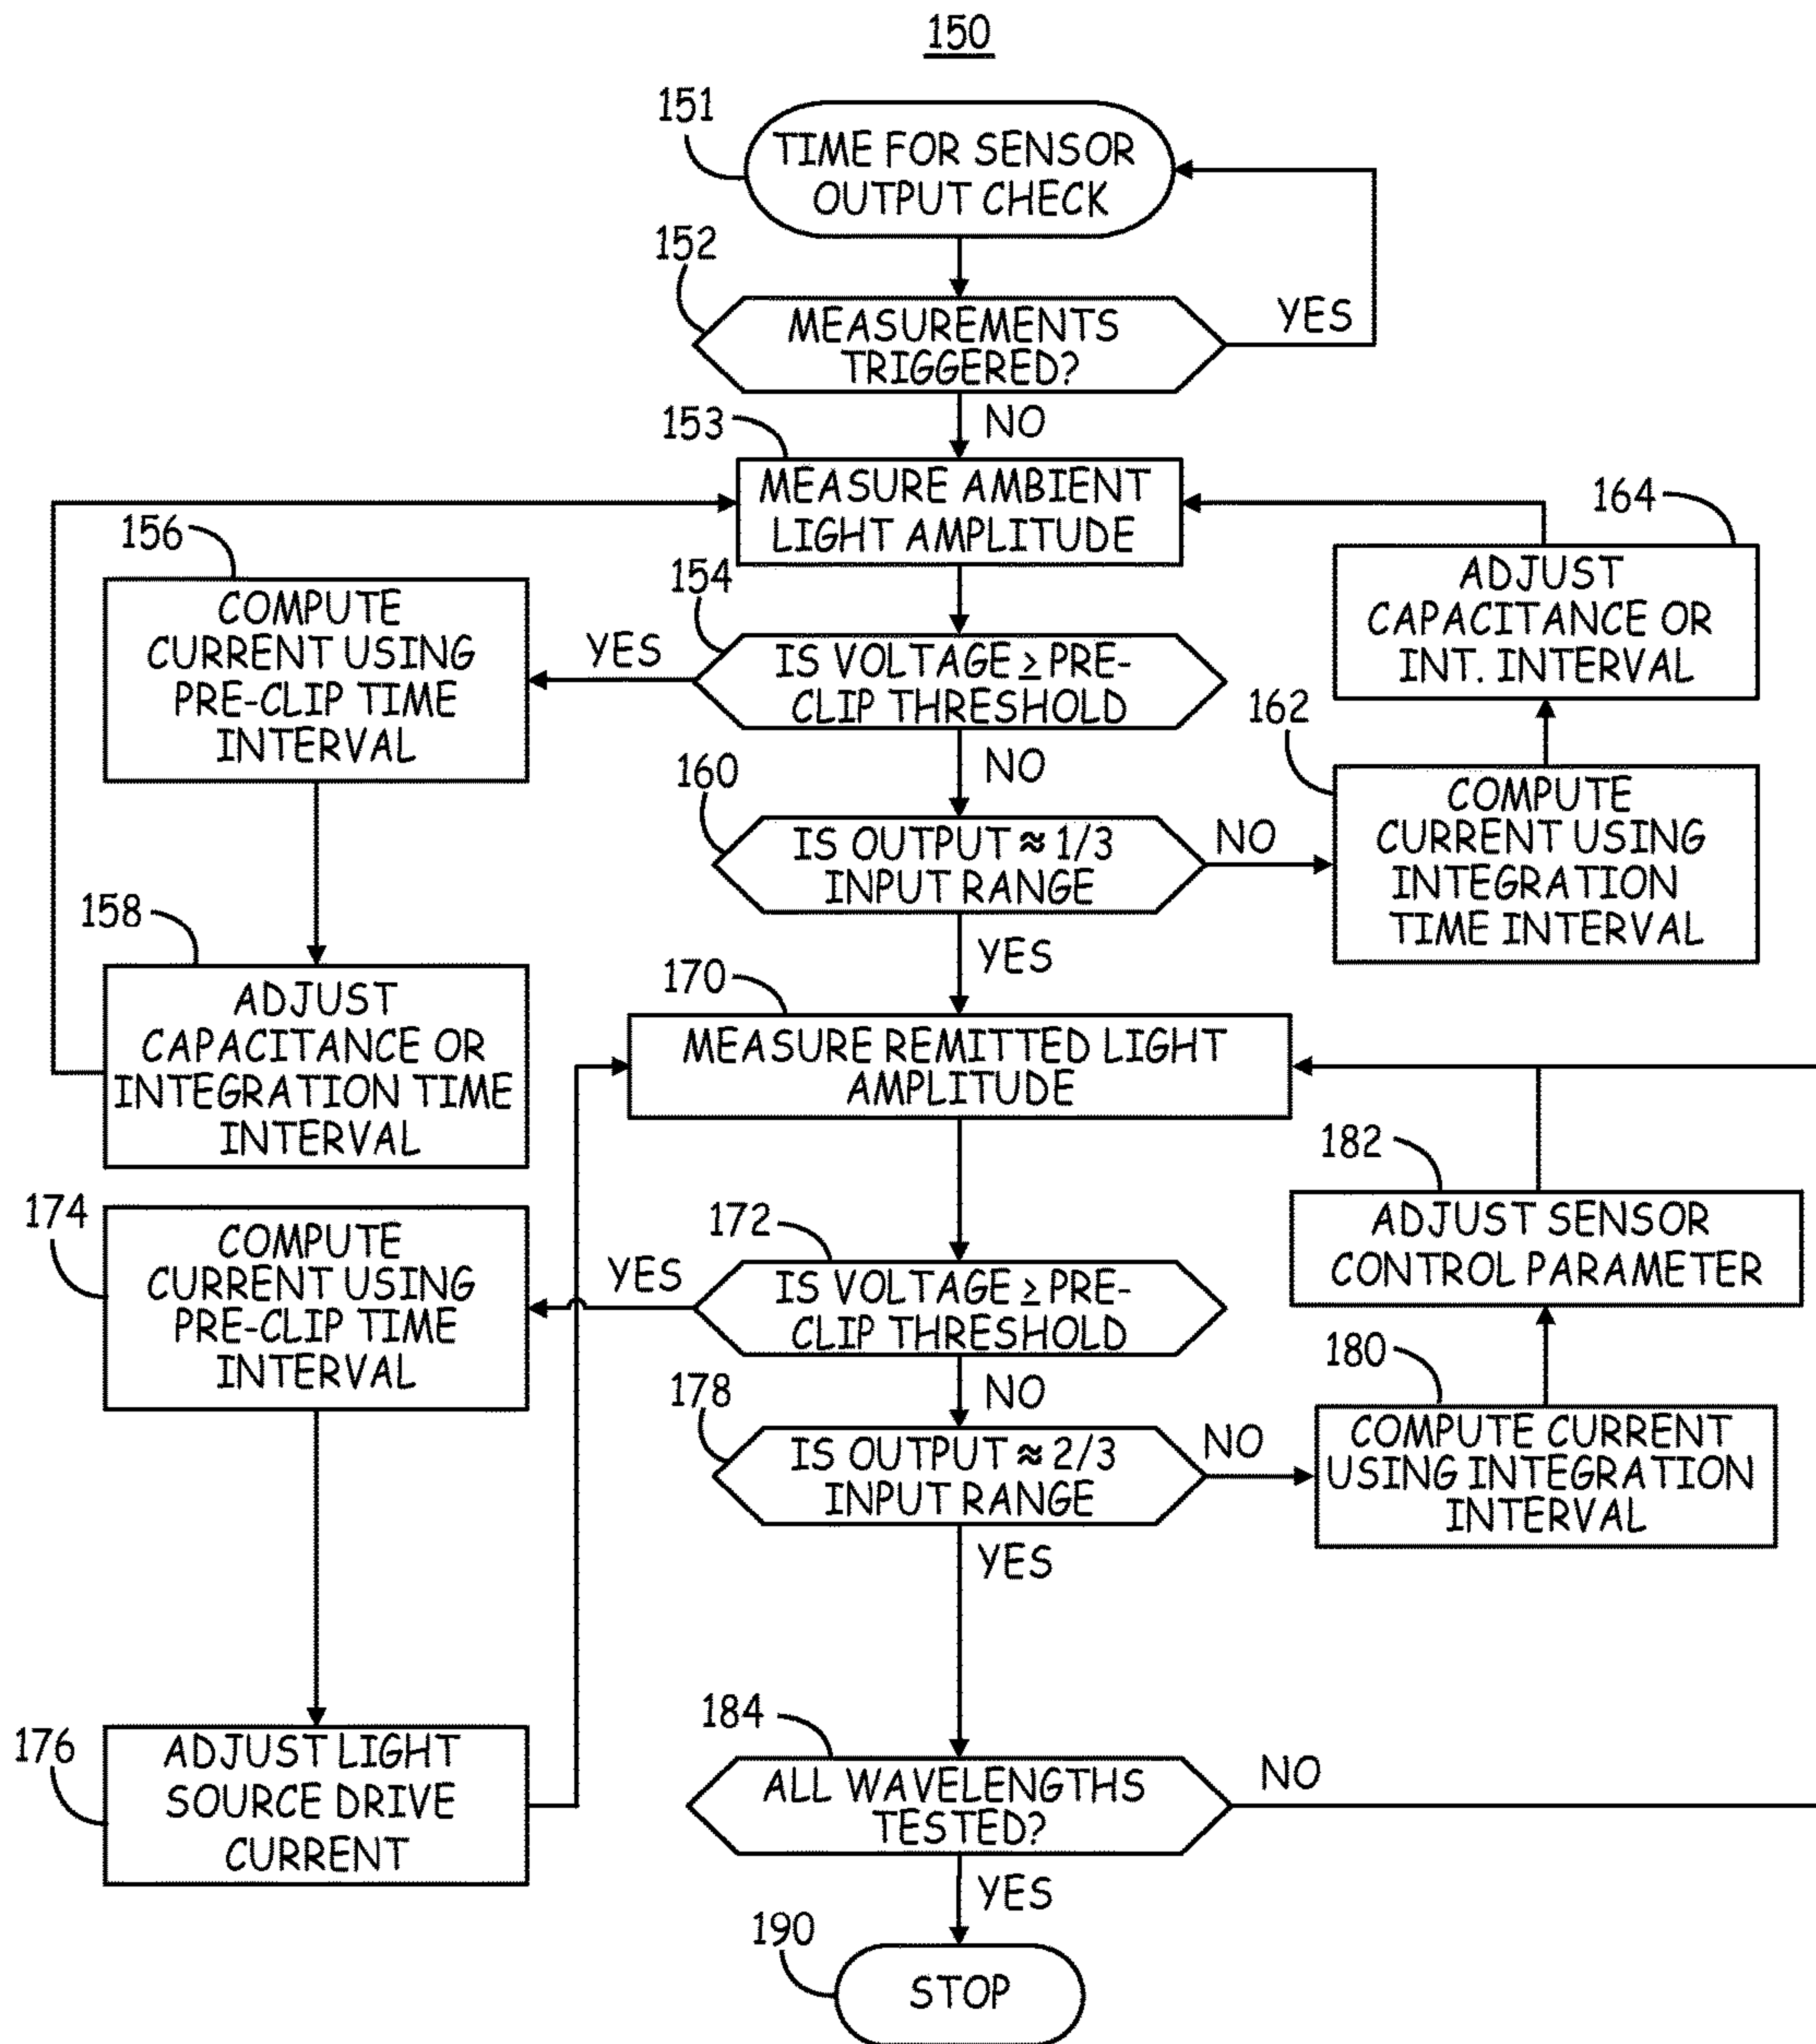 150
151
TIME FOR SENSOR
OUTPUT CHECK
152
MEASUREMENTS
TRIGGERED?
YES
NO
153
MEASURE AMBIENT
LIGHT AMPLITUDE
164
ADJUST
CAPACITANCE OR
INT. INTERVAL
156
COMPUTE
CURRENT USING
PRE-CLIP TIME
INTERVAL
154
YES
IS VOLTAGE ≥ PRE-
CLIP THRESHOLD
NO
162
COMPUTE
CURRENT USING
INTEGRATION
TIME INTERVAL
160
IS OUTPUT ≈ 1/3
INPUT RANGE
NO
YES
158
ADJUST
CAPACITANCE OR
INTEGRATION TIME
INTERVAL
170
MEASURE REMITTED LIGHT
AMPLITUDE
182
ADJUST SENSOR
CONTROL PARAMETER
174
COMPUTE
CURRENT USING
PRE-CLIP TIME
INTERVAL
172
YES
IS VOLTAGE ≥ PRE-
CLIP THRESHOLD
NO
180
COMPUTE CURRENT
USING INTEGRATION
INTERVAL
178
IS OUTPUT ≈ 2/3
INPUT RANGE
NO
YES
176
ADJUST LIGHT
SOURCE DRIVE
CURRENT
184
ALL WAVELENGTHS
TESTED?
NO
YES
190
STOP